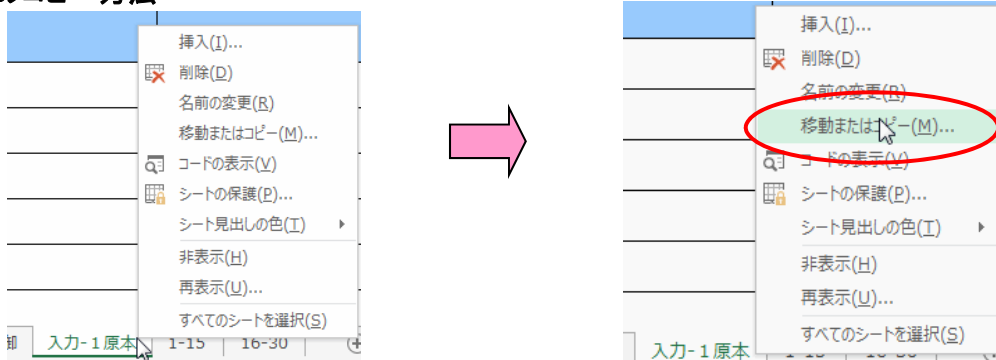 コピー方法
挿入(I)...
削除(D)
名前の変更(R)
移動またはコピー(M)...
コードの表示(V)
シートの保護(P)...
シート見出しの色(T)
非表示(H)
再表示(U)...
すべてのシートを選択(S)
入力-１原本
1-15
16-30
挿入(I)...
削除(D)
名前の変更(R)
移動またはコピー(M)...
コードの表示(V)
シートの保護(P)...
シート見出しの色(T)
非表示(H)
再表示(U)...
すべてのシートを選択(S)
入力-１原本